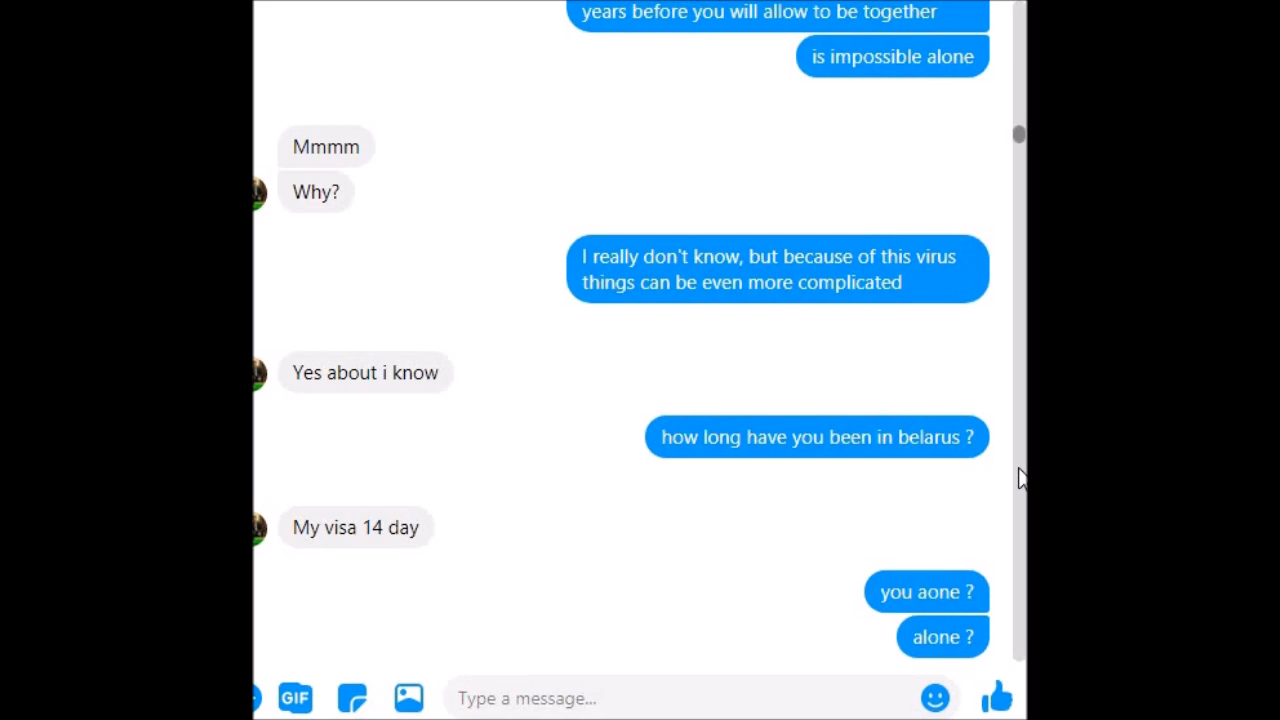 years before you will allow to be together
is impossible alone
Mmmm
Why?
I really don't know, but because of this virus
things can be even more complicated
Yes about i know
how long have you been in belarus ?
My visa 14 day
you aone ?
alone ?
GIF
Type a message...